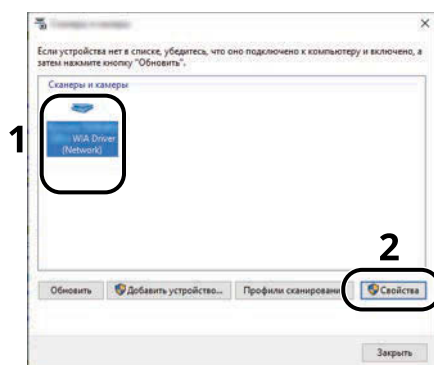 Если устройства нет в списке, убедитесь, что оно подключено к компьютеру и включено, а
затем нажмите кнопку "Обновить".
Сканеры и камеры
1
WIA Driver
(Network)
2
Обновить Добавить устройство... Профили сканировани Свойства
Закрыть